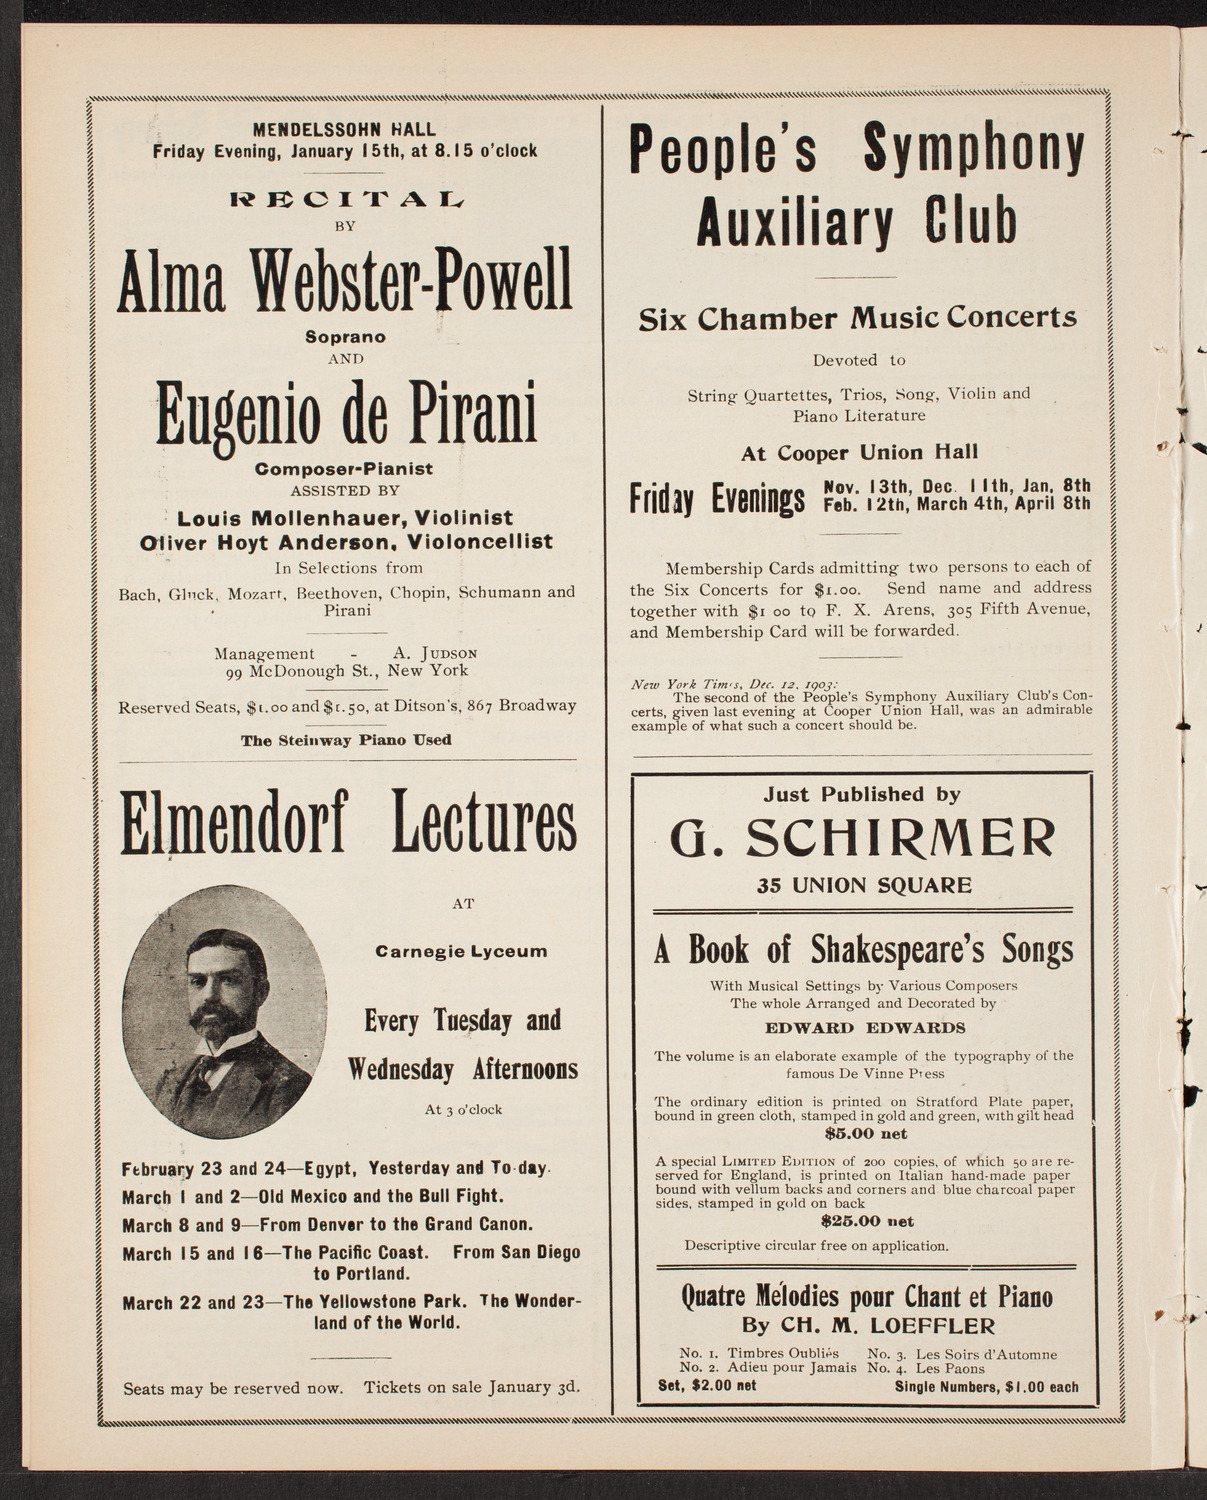 MENDELSSOHN HALL
Friday Evening, January 15th, at 8.15 o'clock
RECITAL
BY
Alma Webster-Powell
Soprano
AND
Eugenio de Pirani
Composer-Pianist
ASSISTED BY
Louis Mollenhauer, Violinist
Oliver Hoyt Anderson, Violoncellist
In Selections from
Bach, Gluck, Mozart, Beethoven, Chopin, Schumann and
Pirani
Management - A. JUDSON
99 McDonough St., New York
Reserved Seats, $1.00 and $1.50, at Ditson's, 867 Broadway
The Steinway Piano Used
Elmendorf Lectures
AT
Carnegie Lyceum
Every Tuesday and
Wednesday Afternoons
At 3 o'clock
February 23 and 24—Egypt, Yesterday and To-day.
March 1 and 2—Old Mexico and the Bull Fight.
March 8 and 9—From Denver to the Grand Canon.
March 15 and 16—The Pacific Coast. From San Diego
to Portland.
March 22 and 23—The Yellowstone Park. The Wonder-
land of the World.
Seats may be reserved now. Tickets on sale January 3d.
People's Symphony
Auxiliary Club
Six Chamber Music Concerts
Devoted to
String Quartettes, Trios, Song, Violin and
Piano Literature
At Cooper Union Hall
Friday Evenings Nov. 13th, Dec. 11th, Jan, 8th
Feb. 12th, March 4th, April 8th
Membership Cards admitting two persons to each of
the Six Concerts for $1.00. Send name and address
together with $1 00 to F. X. Arens, 305 Fifth Avenue,
and Membership Card will be forwarded.
New York Times, Dec. 12, 1903:
The second of the People's Symphony Auxiliary Club's Con-
certs, given last evening at Cooper Union Hall, was an admirable
example of what such a concert should be.
Just Published by
G. SCHIRMER
35 UNION SQUARE
A Book of Shakespeare's Songs
With Musical Settings by Various Composers
The whole Arranged and Decorated by
EDWARD EDWARDS
The volume is an elaborate example of the typography of the
famous De Vinne Press
The ordinary edition is printed on Stratford Plate paper,
bound in green cloth, stamped in gold and green, with gilt head
$5.00 net
A special LIMITED EDITION of 200 copies, of which 50 are re-
served for England, is printed on Italian hand-made paper
bound with vellum backs and corners and blue charcoal paper
sides, stamped in gold on back
$25.00 net
Descriptive circular free on application.
Quatre Mélodies pour Chant et Piano
By CH. M. LOEFFLER
No. 1. Timbres Oubliés No. 3. Les Soirs d'Automne
No. 2. Adieu pour Jamais No. 4. Les Paons
Set, $2.00 net Single Numbers, $1.00 each